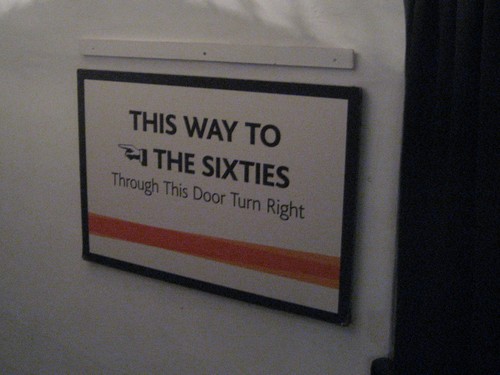 THIS WAY TO
THE SIXTIES
Through This Door Turn Right